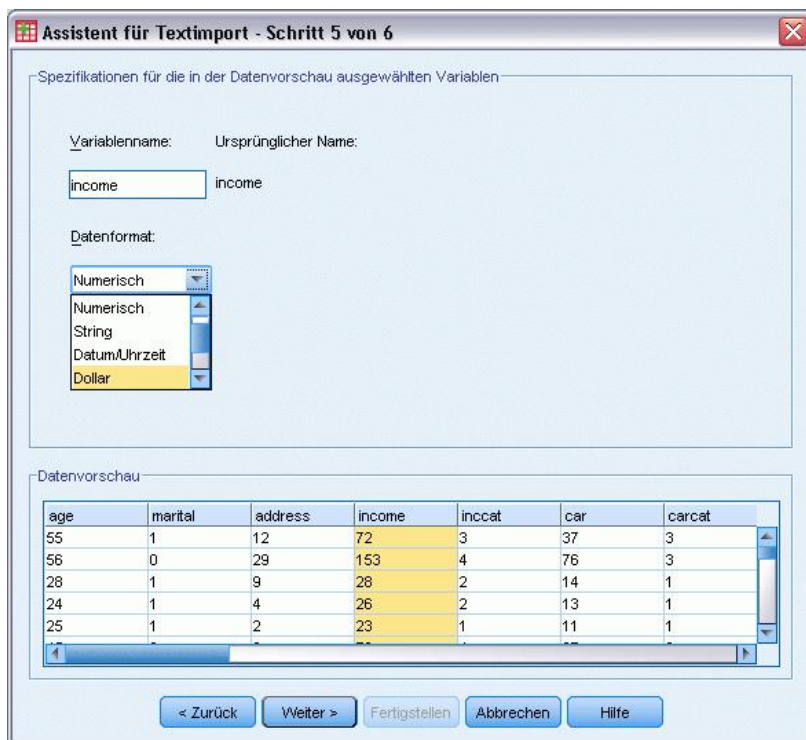 Assistent für Textimport - Schritt 5 von 6
Spezifikationen für die in der Datenvorschau ausgewählten Variablen
Variablenname: Ursprünglicher Name:
income income
Datenformat:
Numerisch
Numerisch
String
Datum/Uhrzeit
Dollar
Datenvorschau
age marital address income inccat car carcat
55 1 12 72 3 37 3
56 0 29 153 4 76 3
28 1 9 28 2 14 1
24 1 4 26 2 13 1
25 1 2 23 1 11 1
< Zurück Weiter > Fertigstellen Abbrechen Hilfe